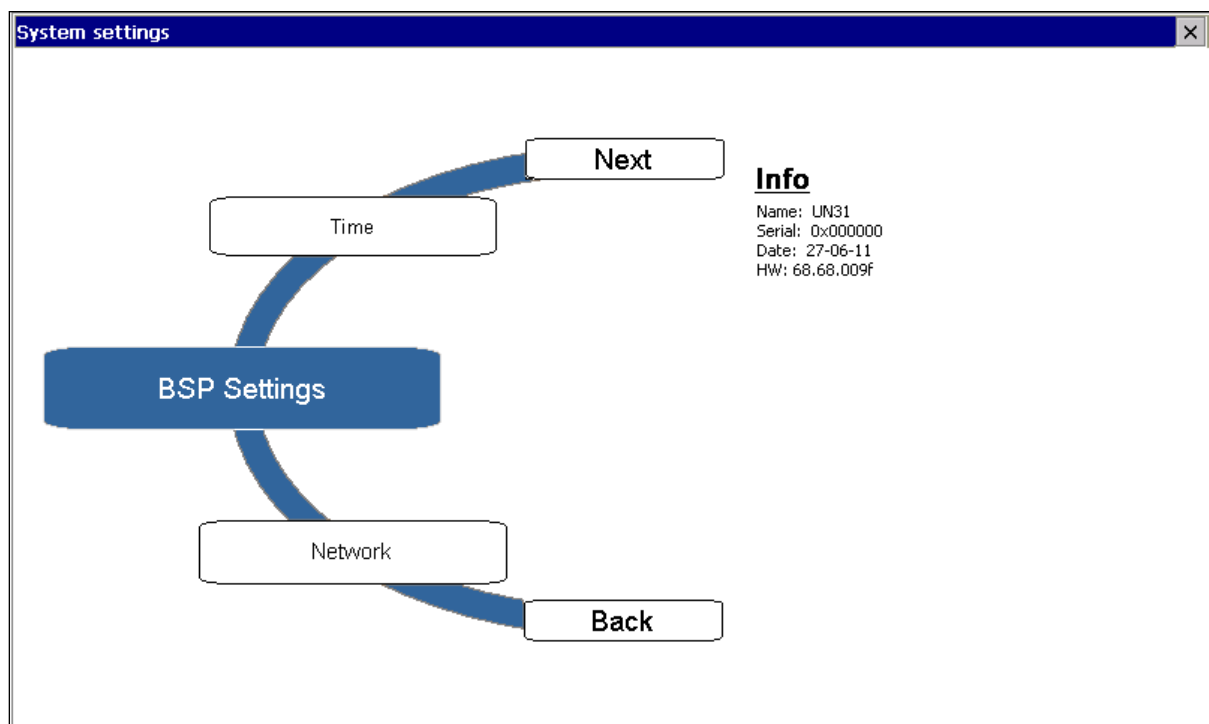 System settings
Next
Info
Name: UN31
Serial: 0x000000
Date: 27-06-11
HW: 68.68.009f
Time
BSP Settings
Network
Back